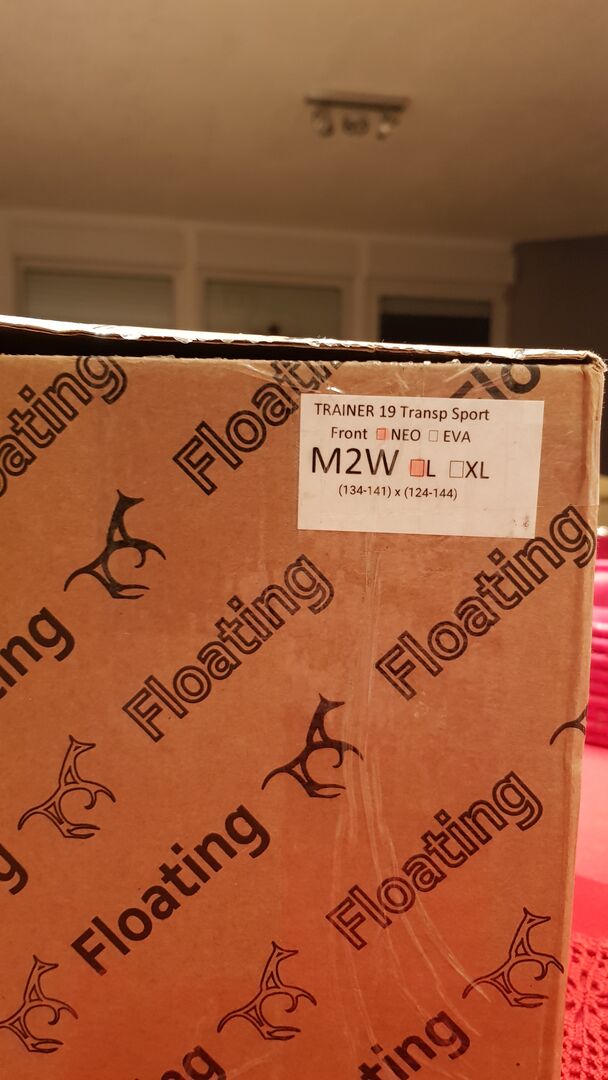 Floating
Floating
Flo
TRAINER 19 Transp Sport
Front NEO EVA
M2W L XL
(134-141) x (124-144)
Floating
Floating
Floating
Floating
Floating